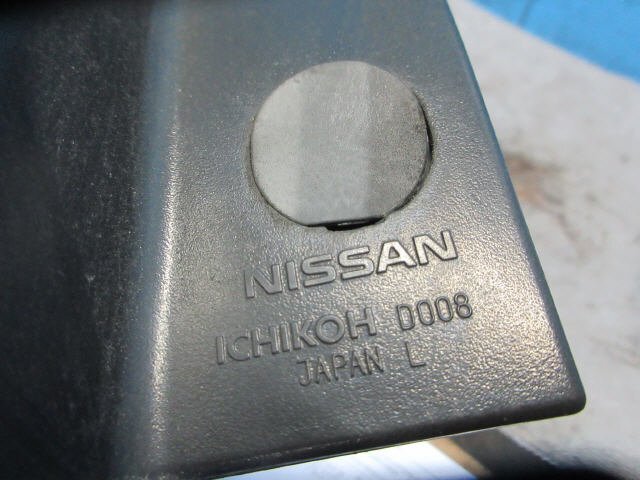 NISSAN
ICHIKOH D008
JAPAN L